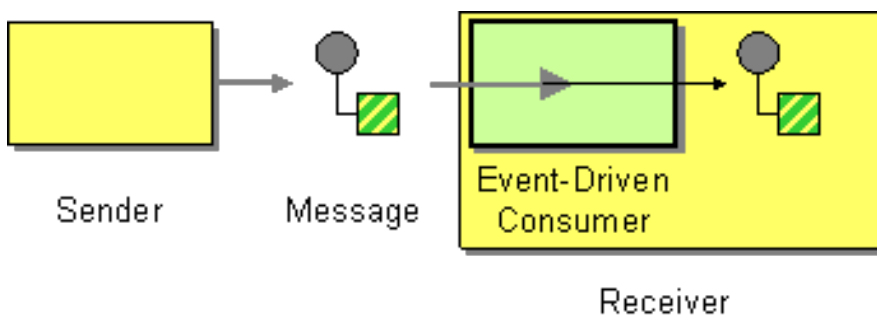 Sender
Message
Event-Driven
Consumer
Receiver